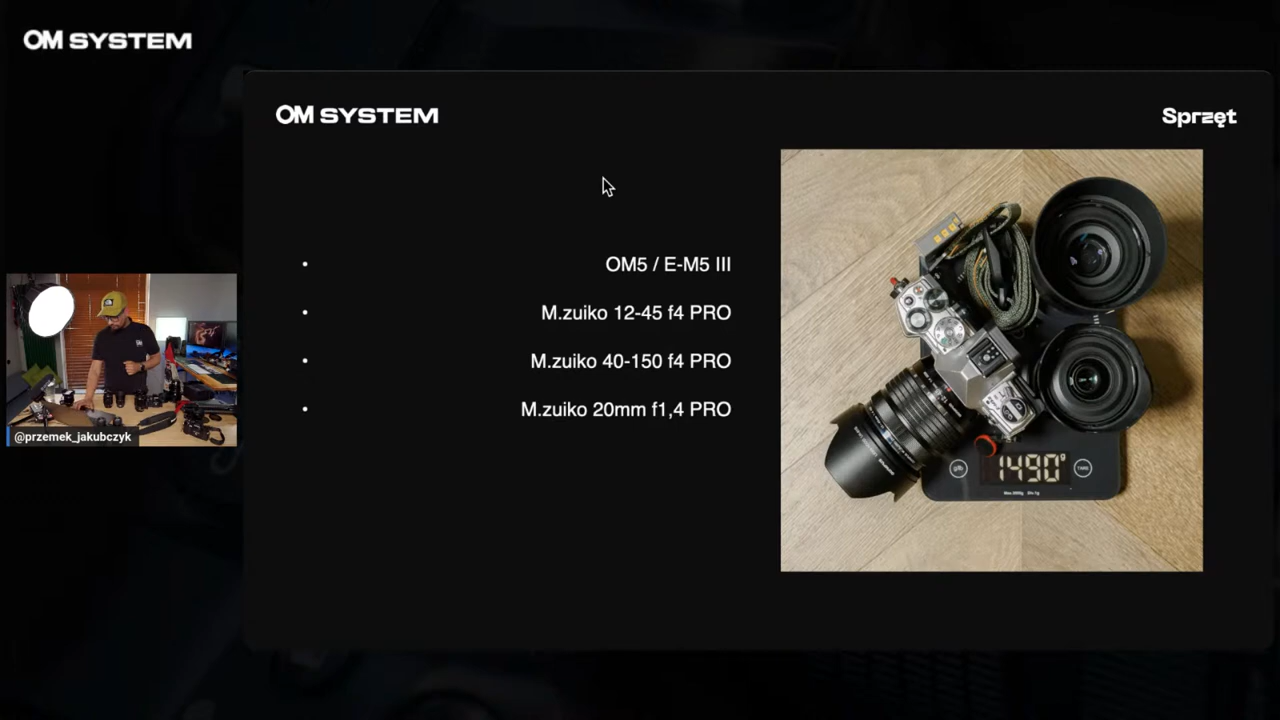 OM SYSTEM
OM SYSTEM
Sprzęt
• OM5 / E-M5 III
• M.zuiko 12-45 f4 PRO
• M.zuiko 40-150 f4 PRO
• M.zuiko 20mm f1,4 PRO
1490g
@przemek_jakubczyk